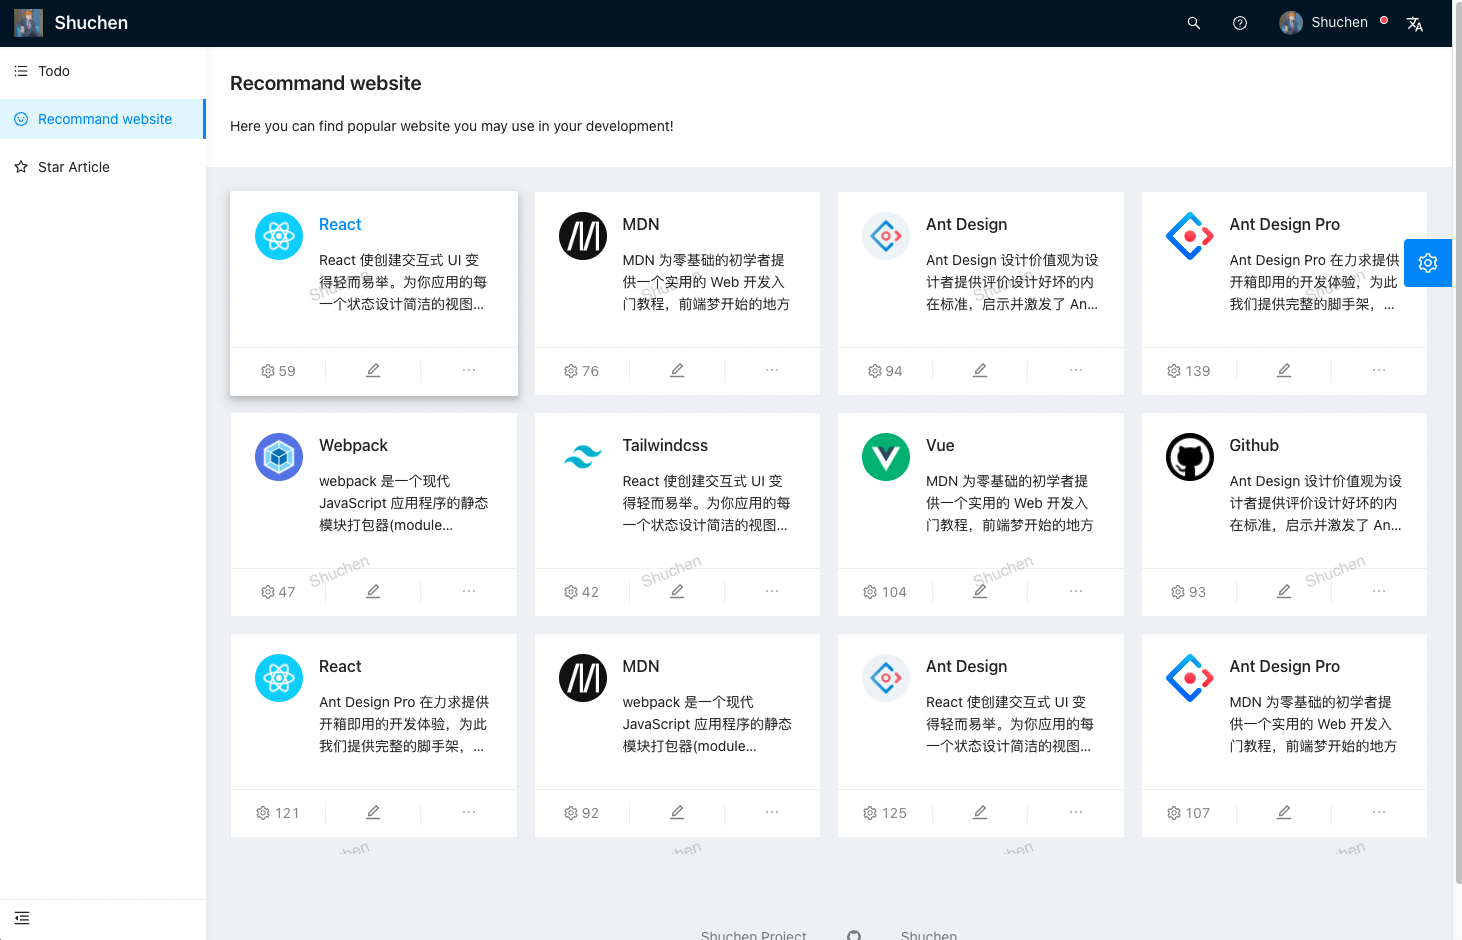 Shuchen
Shuchen
Todo
Recommand website
Star Article
Recommand website
Here you can find popular website you may use in your development!
React
React 使创建交互式 UI 变
得轻而易举。为你应用的每
一个状态设计简洁的视图...
59
MDN
MDN 为零基础的初学者提
供一个实用的 Web 开发入
门教程，前端梦开始的地方
76
Ant Design
Ant Design 设计价值观为设
计者提供评价设计好坏的内
在标准，启示并激发了 An...
94
Ant Design Pro
Ant Design Pro 在力求提供
开箱即用的开发体验，为此
我们提供完整的脚手架，...
139
Shuchen
Shuchen
Shuchen
Shuchen
Webpack
webpack 是一个现代
JavaScript 应用程序的静态
模块打包器(module...
47
Tailwindcss
React 使创建交互式 UI 变
得轻而易举。为你应用的每
一个状态设计简洁的视图...
42
Vue
MDN 为零基础的初学者提
供一个实用的 Web 开发入
门教程，前端梦开始的地方
104
Github
Ant Design 设计价值观为设
计者提供评价设计好坏的内
在标准，启示并激发了 An...
93
Shuchen
Shuchen
Shuchen
Shuchen
React
Ant Design Pro 在力求提供
开箱即用的开发体验，为此
我们提供完整的脚手架，...
121
MDN
webpack 是一个现代
JavaScript 应用程序的静态
模块打包器(module...
92
Ant Design
React 使创建交互式 UI 变
得轻而易举。为你应用的每
一个状态设计简洁的视图...
125
Ant Design Pro
MDN 为零基础的初学者提
供一个实用的 Web 开发入
门教程，前端梦开始的地方
107
Shuchen Project
Shuchen